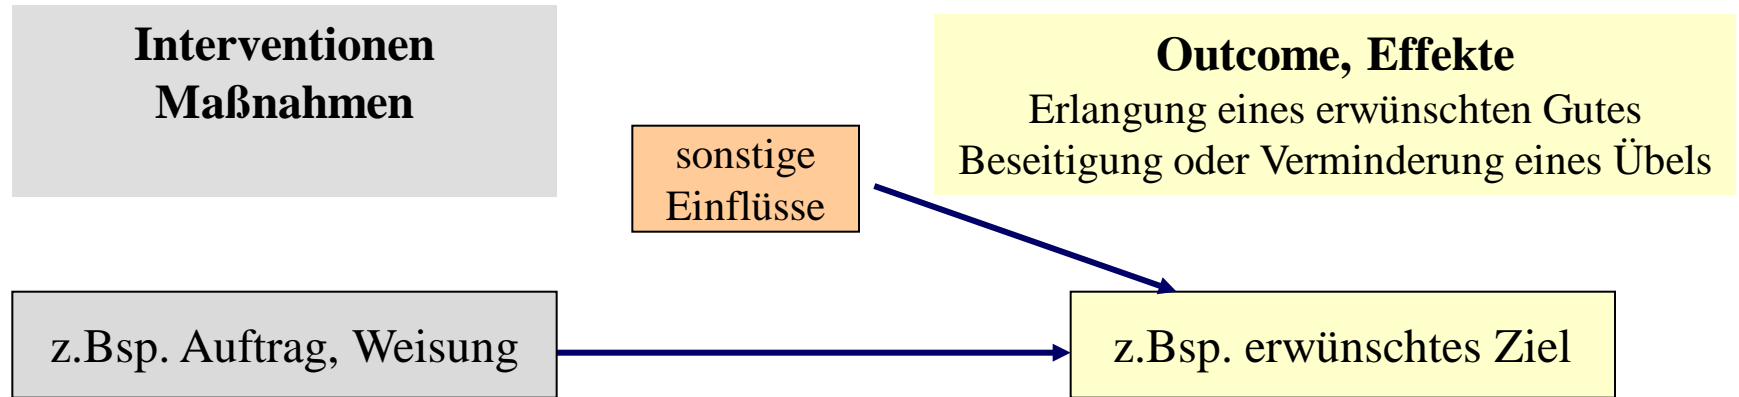 Interventionen
Maßnahmen
Outcome, Effekte
Erlangung eines erwünschten Gutes
Beseitigung oder Verminderung eines Übels
sonstige
Einflüsse
z.Bsp. Auftrag, Weisung
z.Bsp. erwünschtes Ziel